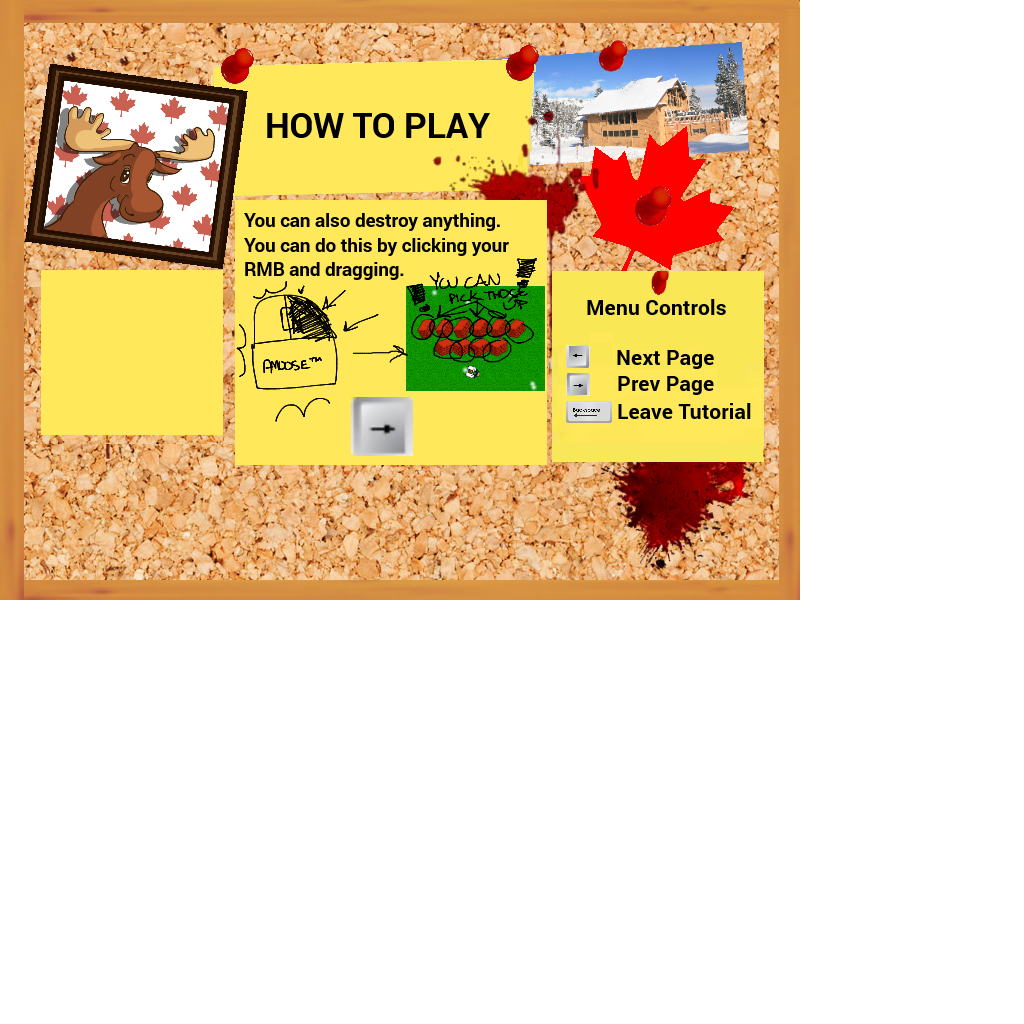 HOW TO PLAY
You can also destroy anything.
You can do this by clicking your
RMB and dragging.
YOU CAN
PICK THOSE
UP
AMOOSE™
Menu Controls
Next Page
Prev Page
Backspace
Leave Tutorial